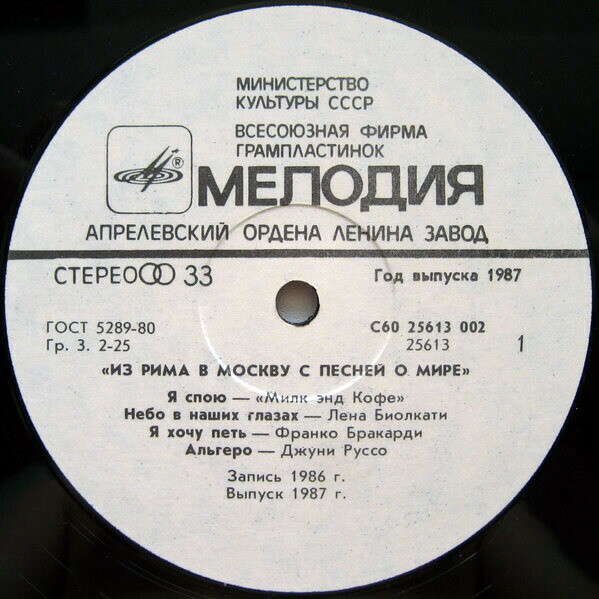 МИНИСТЕРСТВО
КУЛЬТУРЫ СССР
ВСЕСОЮЗНАЯ ФИРМА
ГРАМПЛАСТИНОК
®
МЕЛОДИЯ
АПРЕЛЕВСКИЙ ОРДЕНА ЛЕНИНА ЗАВОД
СТЕРЕО 33
Год выпуска 1987
ГОСТ 5289-80
С60 25613 002
Гр. 3. 2-25
25613
1
«ИЗ РИМА В МОСКВУ С ПЕСНЕЙ О МИРЕ»
Я спою — «Милк энд Кофе»
Небо в наших глазах — Лена Биолкати
Я хочу петь — Франко Бракарди
Альгеро — Джуни Руссо
Запись 1986 г.
Выпуск 1987 г.